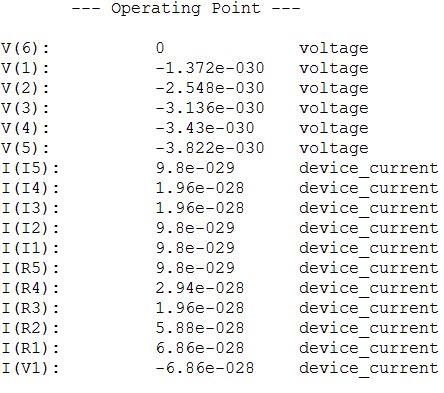 --- Operating Point ---
V(6): 0 voltage
V(1): -1.372e-030 voltage
V(2): -2.548e-030 voltage
V(3): -3.136e-030 voltage
V(4): -3.43e-030 voltage
V(5): -3.822e-030 voltage
I(I5): 9.8e-029 device_current
I(I4): 1.96e-028 device_current
I(I3): 1.96e-028 device_current
I(I2): 9.8e-029 device_current
I(I1): 9.8e-029 device_current
I(R5): 9.8e-029 device_current
I(R4): 2.94e-028 device_current
I(R3): 1.96e-028 device_current
I(R2): 5.88e-028 device_current
I(R1): 6.86e-028 device_current
I(V1): -6.86e-028 device_current